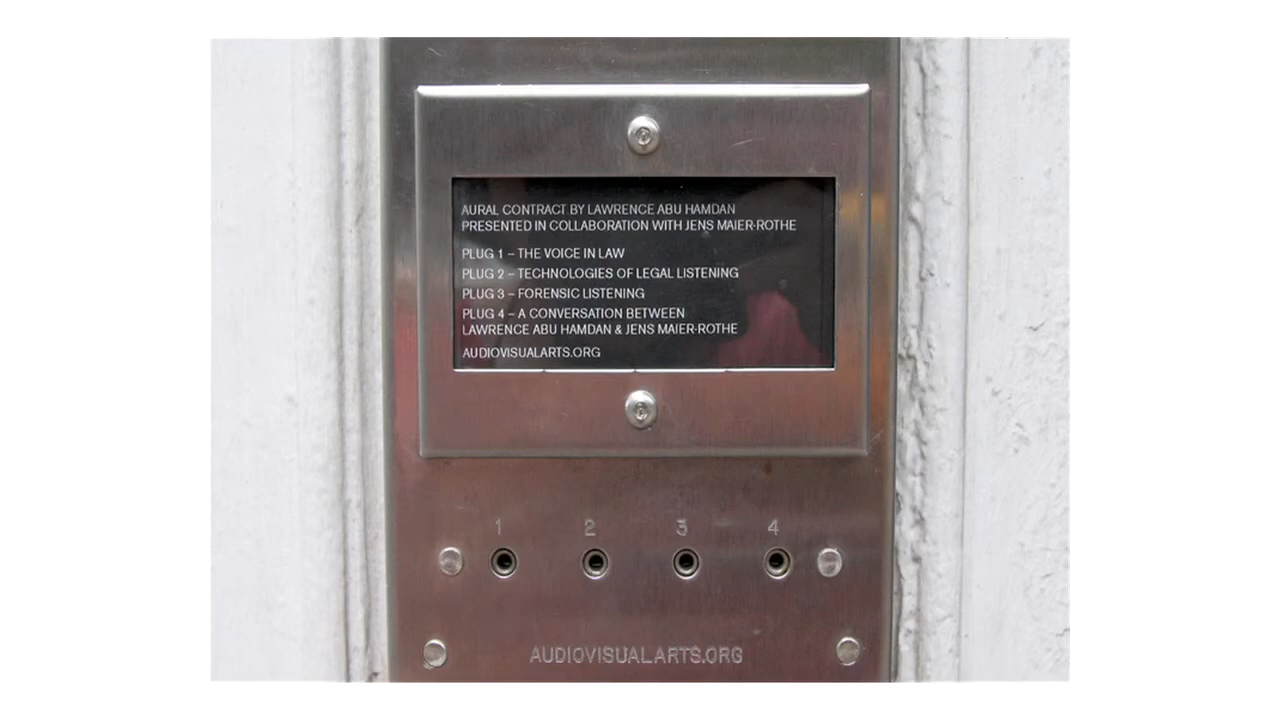 AURAL CONTRACT BY LAWRENCE ABU HAMDAN
PRESENTED IN COLLABORATION WITH JENS MAIER-ROTHE
PLUG 1 – THE VOICE IN LAW
PLUG 2 – TECHNOLOGIES OF LEGAL LISTENING
PLUG 3 – FORENSIC LISTENING
PLUG 4 – A CONVERSATION BETWEEN
LAWRENCE ABU HAMDAN & JENS MAIER-ROTHE
AUDIOVISUALARTS.ORG
1 2 3 4
AUDIOVISUALARTS.ORG